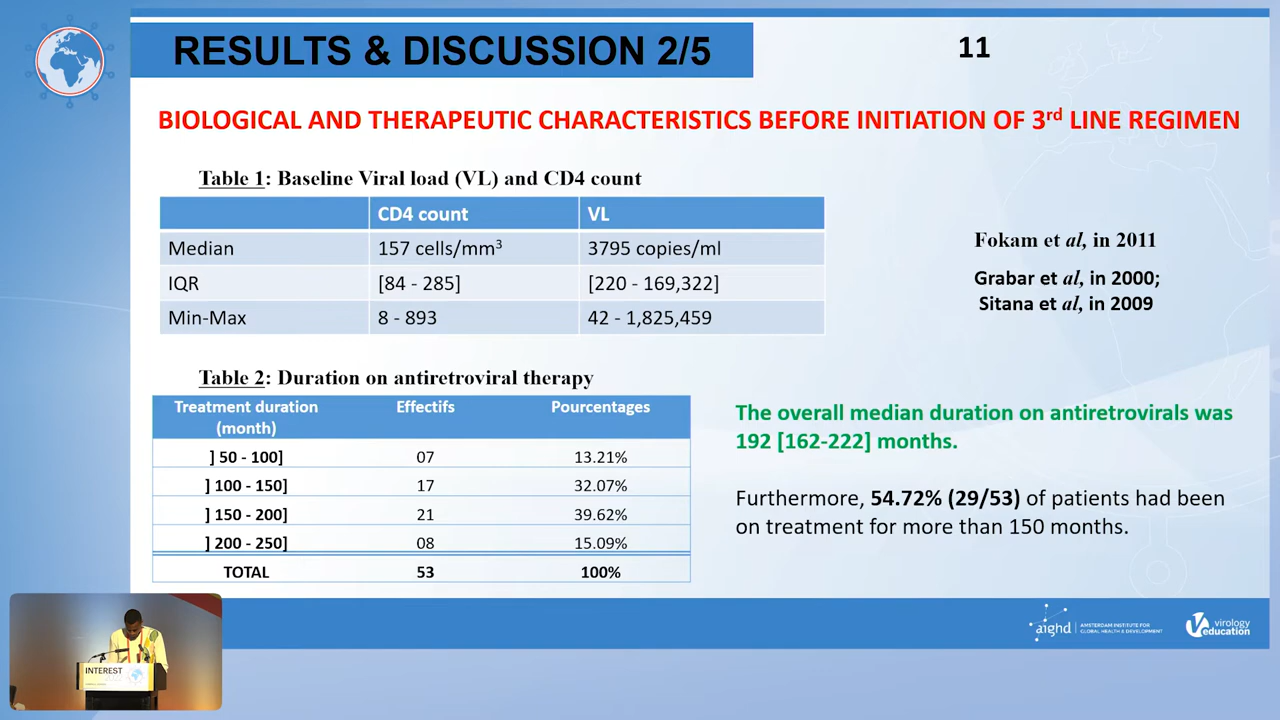 RESULTS & DISCUSSION 2/5
11
BIOLOGICAL AND THERAPEUTIC CHARACTERISTICS BEFORE INITIATION OF 3rd LINE REGIMEN
Table 1: Baseline Viral load (VL) and CD4 count
CD4 count VL
Median 157 cells/mm³ 3795 copies/ml
IQR [84 - 285] [220 - 169,322]
Min-Max 8 - 893 42 - 1,825,459
Fokam et al, in 2011
Grabar et al, in 2000;
Sitana et al, in 2009
Table 2: Duration on antiretroviral therapy
Treatment duration (month) Effectifs Pourcentages
] 50 - 100] 07 13.21%
] 100 - 150] 17 32.07%
] 150 - 200] 21 39.62%
] 200 - 250] 08 15.09%
TOTAL 53 100%
The overall median duration on antiretrovirals was
192 [162-222] months.
Furthermore, 54.72% (29/53) of patients had been
on treatment for more than 150 months.
INTEREST
aighd
AMSTERDAM INSTITUTE FOR
GLOBAL HEALTH & DEVELOPMENT
virology
education